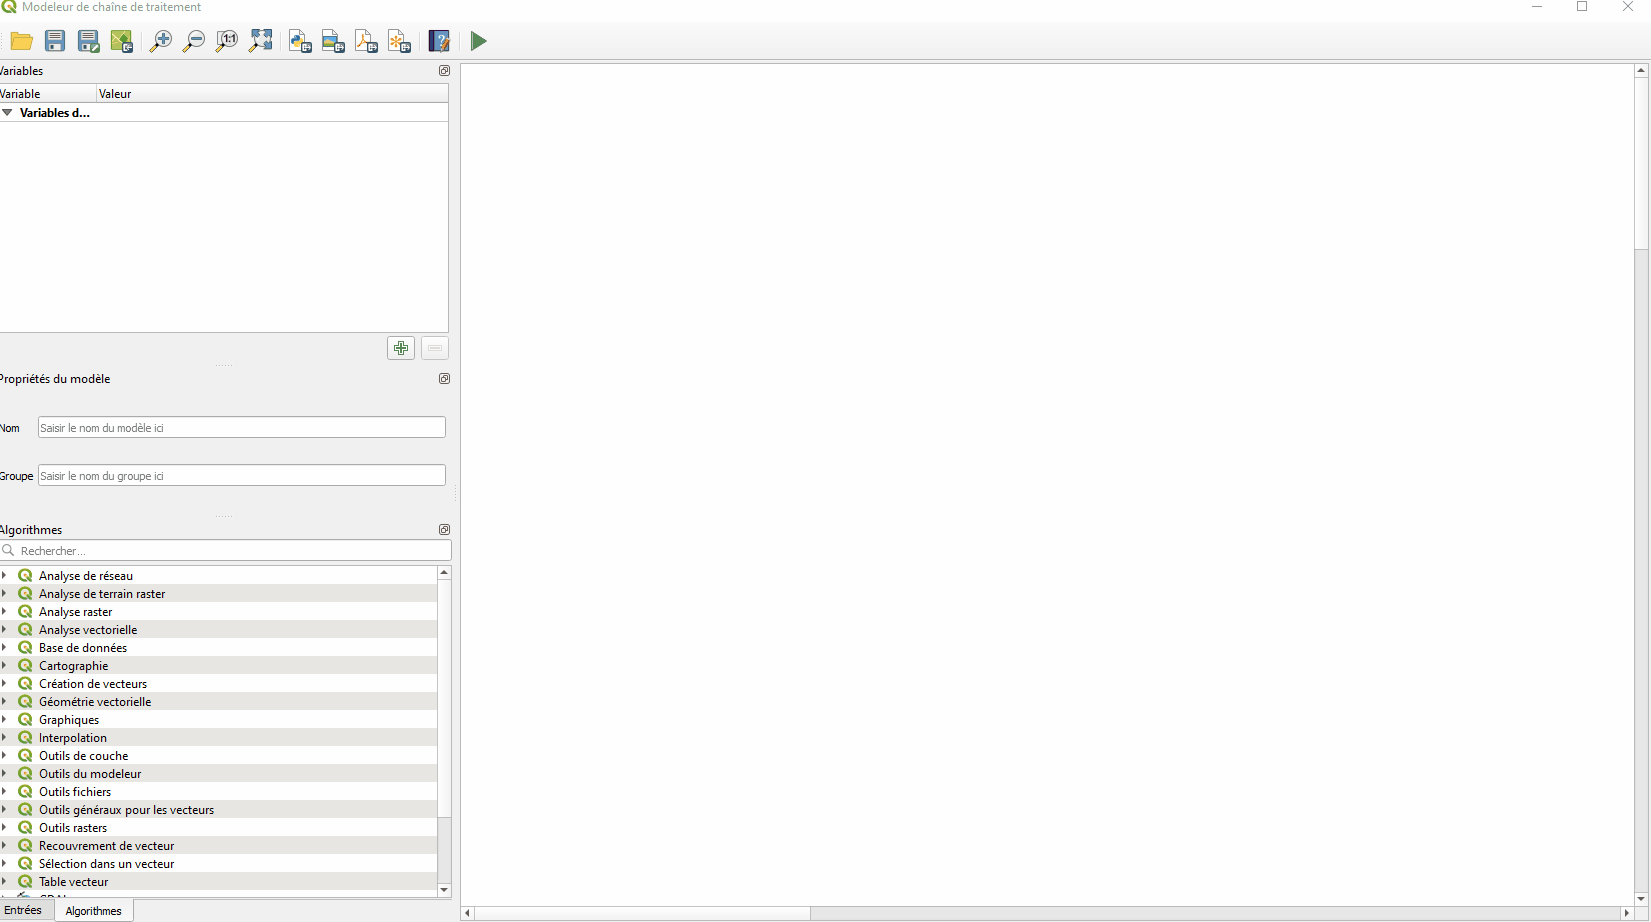 Modeleur de chaîne de traitement
1:1
Variables
Variable Valeur
Variables d...
Propriétés du modèle
Nom Saisir le nom du modèle ici
Groupe Saisir le nom du groupe ici
Algorithmes
Rechercher...
Analyse de réseau
Analyse de terrain raster
Analyse raster
Analyse vectorielle
Base de données
Cartographie
Création de vecteurs
Géométrie vectorielle
Graphiques
Interpolation
Outils de couche
Outils du modeleur
Outils fichiers
Outils généraux pour les vecteurs
Outils rasters
Recouvrement de vecteur
Sélection dans un vecteur
Table vecteur
Entrées Algorithmes